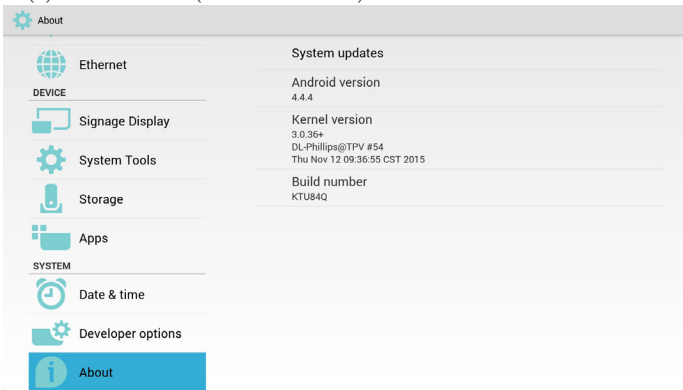 About
Ethernet
DEVICE
Signage Display
System Tools
Storage
Apps
SYSTEM
Date & time
Developer options
About
System updates
Android version
4.4.4
Kernel version
3.0.36+
DL-Phillips@TPV #54
Thu Nov 12 09:36:55 CST 2015
Build number
KTU84Q